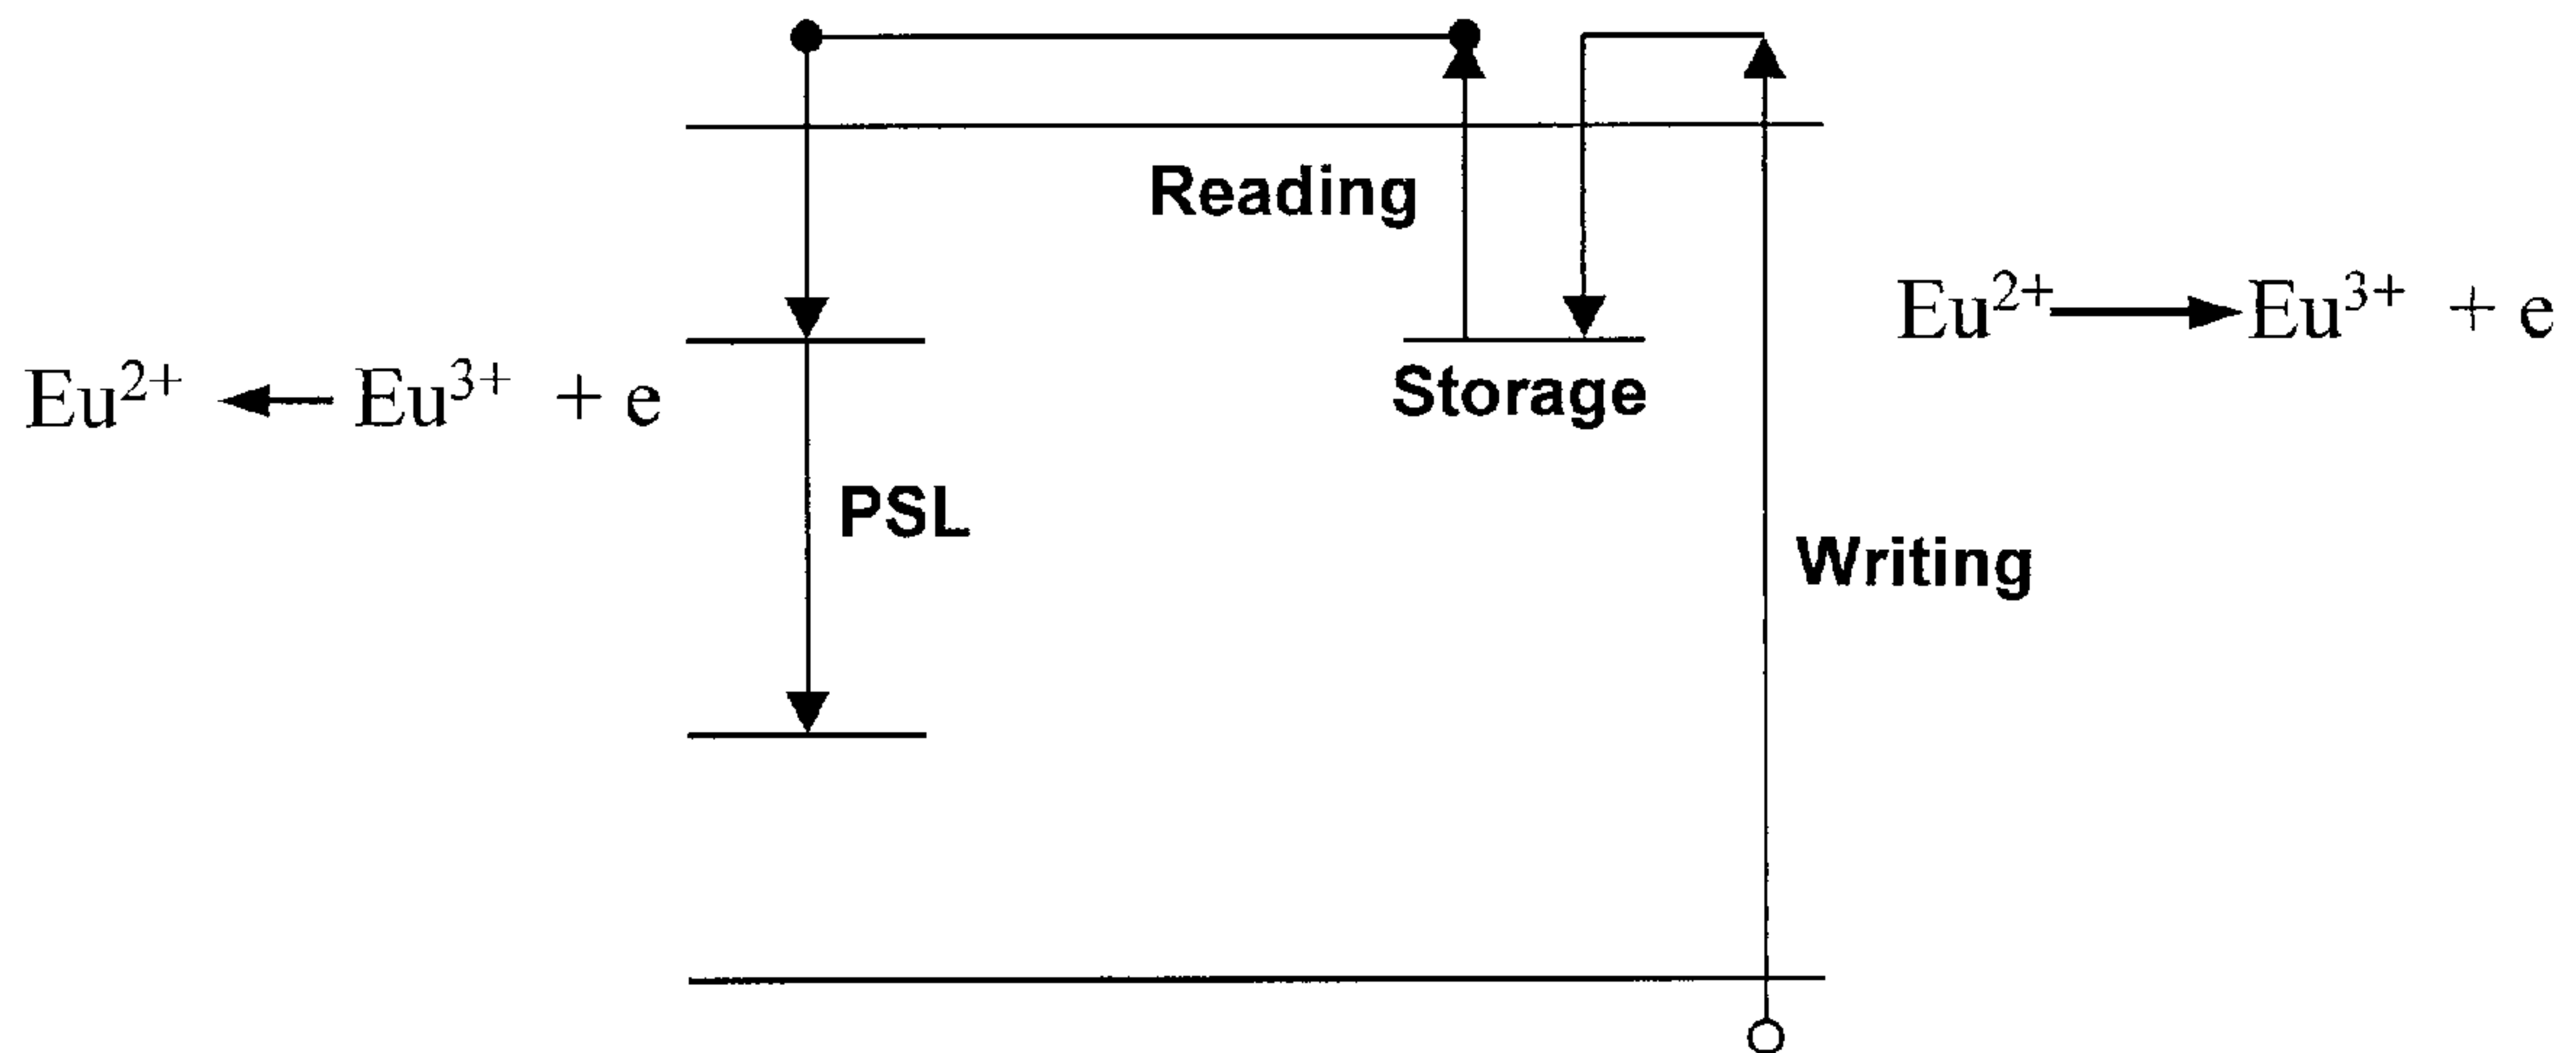 Reading
Eu²⁺ → Eu³⁺ + e
Storage
Eu²⁺ ← Eu³⁺ + e
PSL
Writing